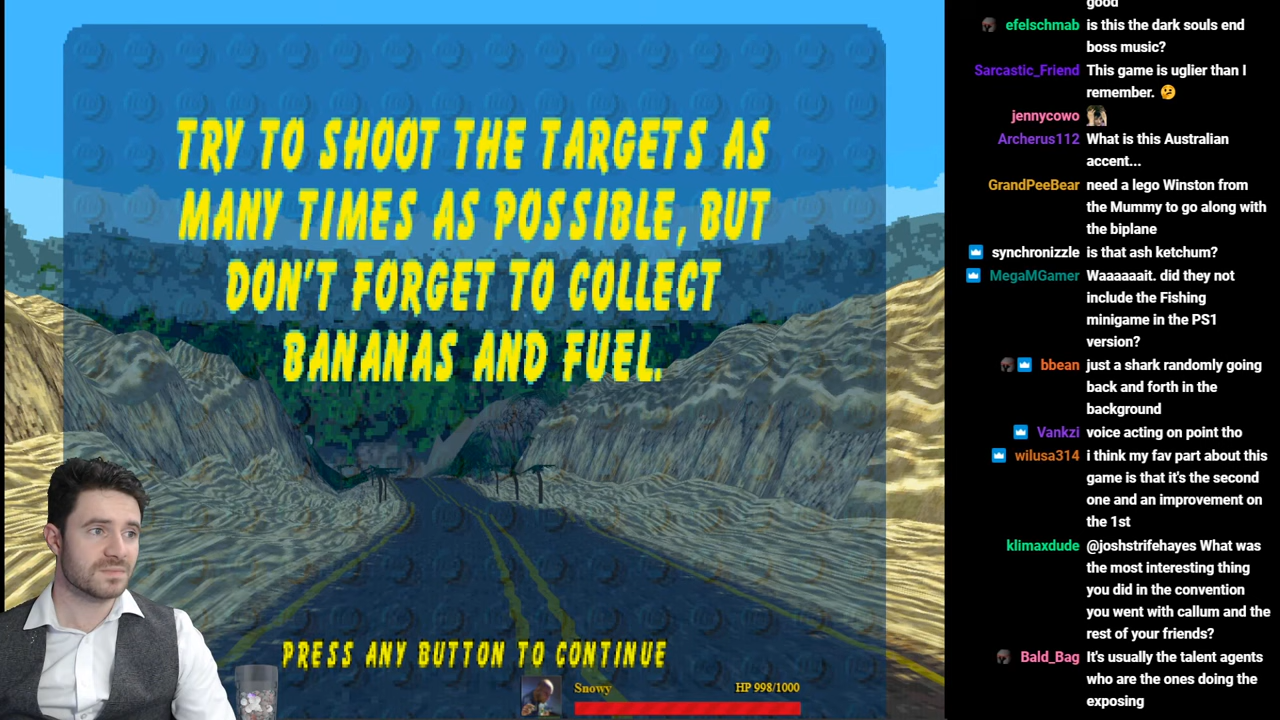 TRY TO SHOOT THE TARGETS AS
MANY TIMES AS POSSIBLE, BUT
DON'T FORGET TO COLLECT
BANANAS AND FUEL.
PRESS ANY BUTTON TO CONTINUE
Snowy HP 998/1000
good
efelschmab is this the dark souls end
boss music?
Sarcastic_Friend This game is uglier than I
remember. 🤔
jennycowo
Archerus112 What is this Australian
accent...
GrandPeeBear need a lego Winston from
the Mummy to go along with
the biplane
synchronizzle is that ash ketchum?
MegaMGamer Waaaaaait. did they not
include the Fishing
minigame in the PS1
version?
bbean just a shark randomly going
back and forth in the
background
Vankzi voice acting on point tho
wilusa314 i think my fav part about this
game is that it's the second
one and an improvement on
the 1st
klimaxdude @joshstrifehayes What was
the most interesting thing
you did in the convention
you went with callum and the
rest of your friends?
Bald_Bag It's usually the talent agents
who are the ones doing the
exposing